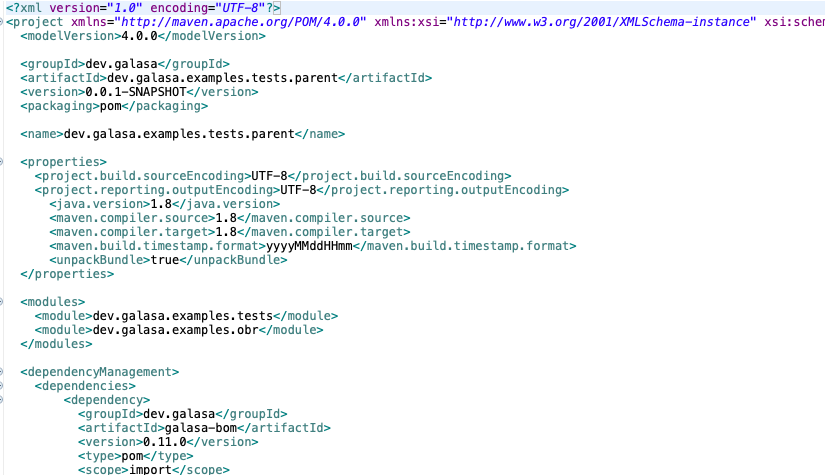 <?xml version="1.0" encoding="UTF-8"?>
<project xmlns="http://maven.apache.org/POM/4.0.0" xmlns:xsi="http://www.w3.org/2001/XMLSchema-instance" xsi:schem
<modelVersion>4.0.0</modelVersion>
<groupId>dev.galasa</groupId>
<artifactId>dev.galasa.examples.tests.parent</artifactId>
<version>0.0.1-SNAPSHOT</version>
<packaging>pom</packaging>
<name>dev.galasa.examples.tests.parent</name>
<properties>
<project.build.sourceEncoding>UTF-8</project.build.sourceEncoding>
<project.reporting.outputEncoding>UTF-8</project.reporting.outputEncoding>
<java.version>1.8</java.version>
<maven.compiler.source>1.8</maven.compiler.source>
<maven.compiler.target>1.8</maven.compiler.target>
<maven.build.timestamp.format>yyyyMMddHHmm</maven.build.timestamp.format>
<unpackBundle>true</unpackBundle>
</properties>
<modules>
<module>dev.galasa.examples.tests</module>
<module>dev.galasa.examples.obr</module>
</modules>
<dependencyManagement>
<dependencies>
<dependency>
<groupId>dev.galasa</groupId>
<artifactId>galasa-bom</artifactId>
<version>0.11.0</version>
<type>pom</type>
<scope>import</scope>